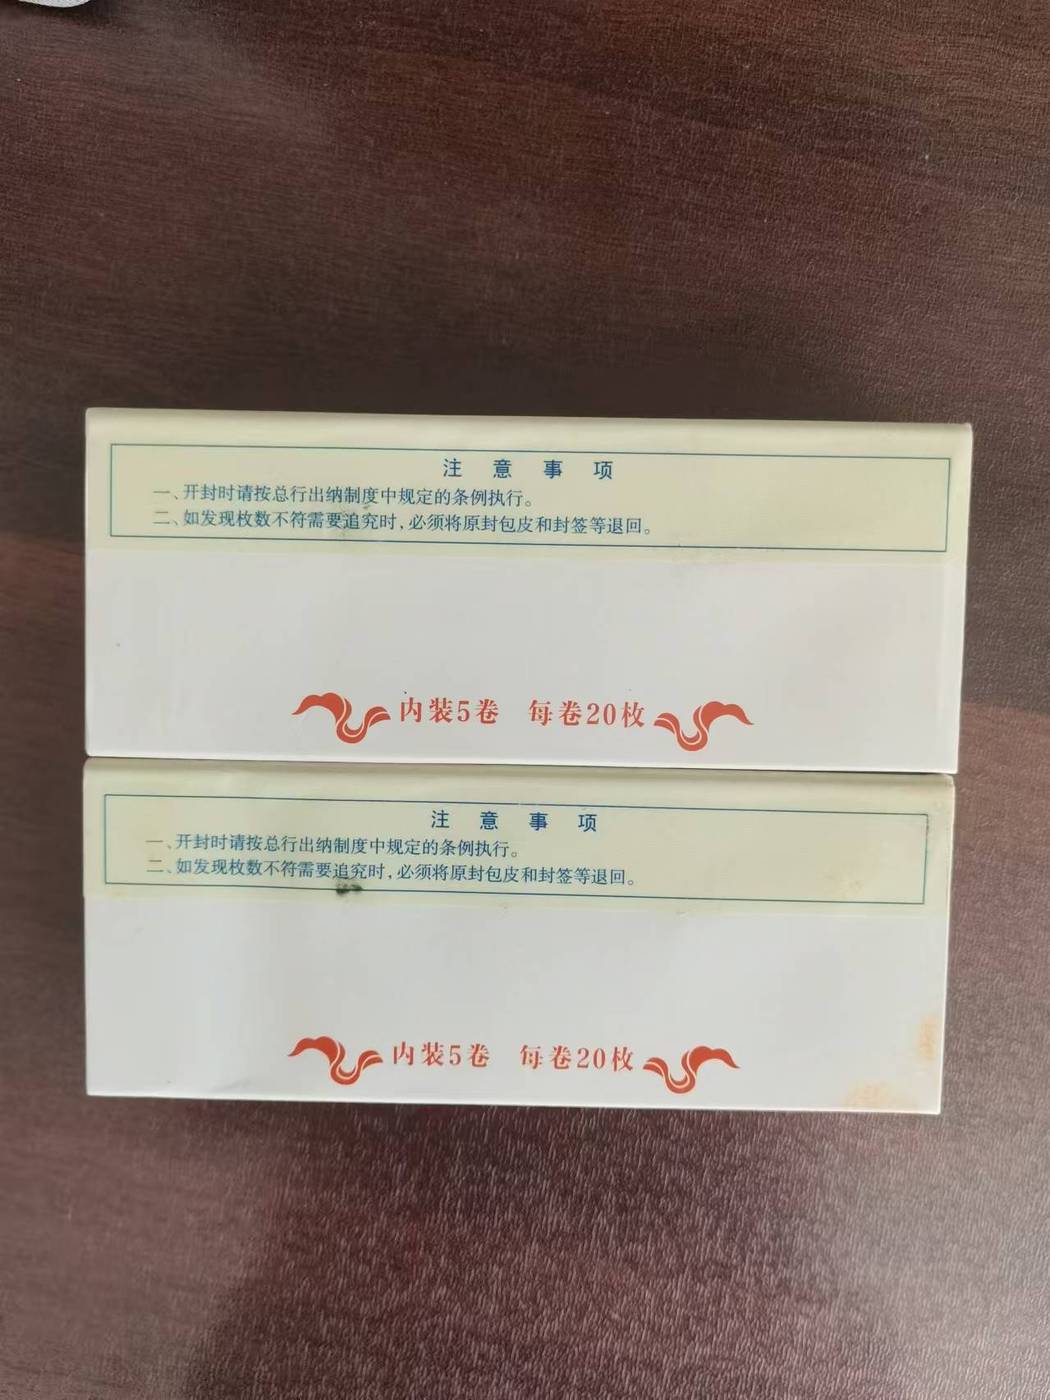 注意事项
一、开封时请按总行出纳制度中规定的条例执行。
二、如发现枚数不符需要追究时，必须将原封包皮和封签等退回。
内装5卷 每卷20枚
注意事项
一、开封时请按总行出纳制度中规定的条例执行。
二、如发现枚数不符需要追究时，必须将原封包皮和封签等退回。
内装5卷 每卷20枚